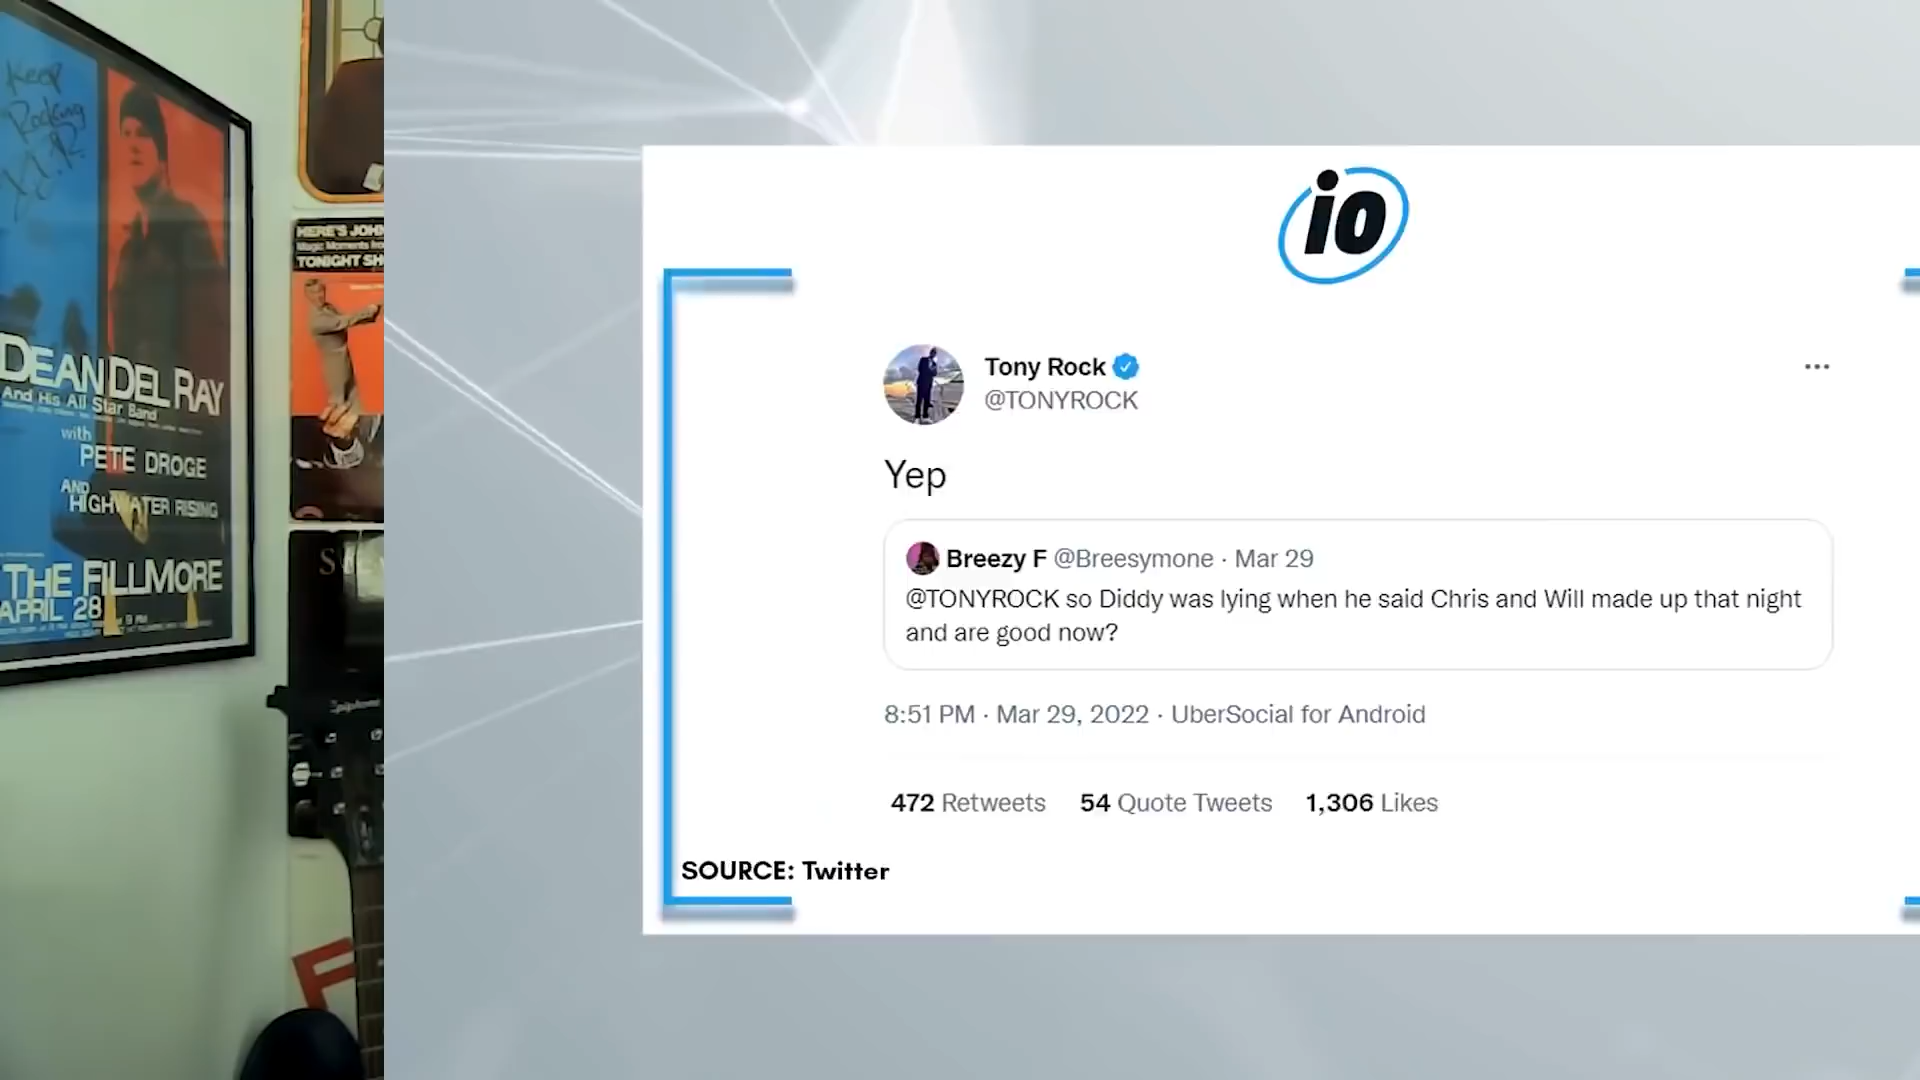 Keep
Rocking
DEAN DEL RAY
And His All Star Band
with
PETE DROGE
AND
HIGHWATER RISING
THE FILLMORE
APRIL 28
HERE'S JOHN
TONIGHT SH
io
Tony Rock
@TONYROCK
Yep
Breezy F @Breesymone · Mar 29
@TONYROCK so Diddy was lying when he said Chris and Will made up that night
and are good now?
8:51 PM · Mar 29, 2022 · UberSocial for Android
472 Retweets 54 Quote Tweets 1,306 Likes
SOURCE: Twitter